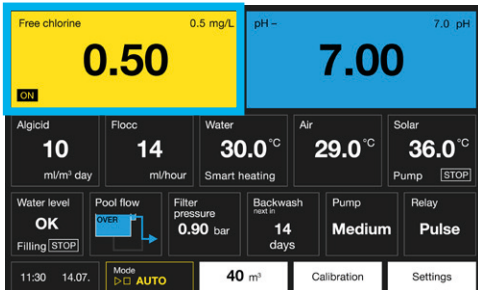 Free chlorine 0.5 mg/L
0.50
ON
pH – 7.0 pH
7.00
Algicid
10
ml/m³ day
Flocc
14
ml/hour
Water
30.0 °C
Smart heating
Air
29.0 °C
Solar
36.0 °C
Pump STOP
Water level
OK
Filling STOP
Pool flow
OVER
Filter
pressure
0.90 bar
Backwash
next in
14
days
Pump
Medium
Relay
Pulse
11:30 14.07.
Mode
AUTO
40 m³
Calibration
Settings